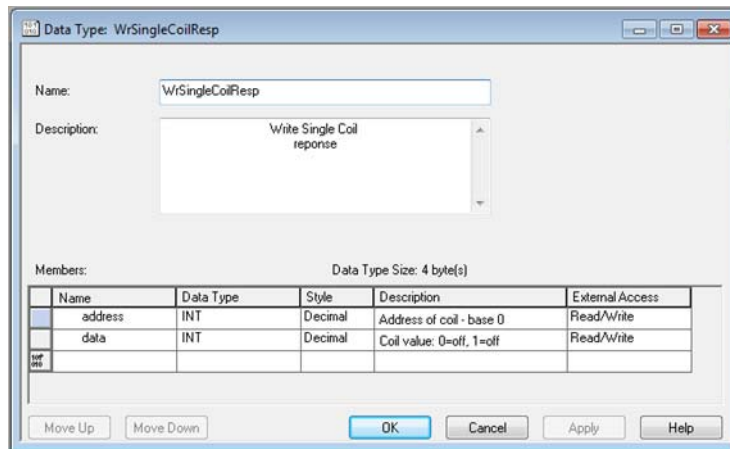 Data Type: WrSingleCoilResp
Name: WrSingleCoilResp
Description: Write Single Coil
reponse
Members: Data Type Size: 4 byte(s)
Name Data Type Style Description External Access
address INT Decimal Address of coil - base 0 Read/Write
data INT Decimal Coil value: 0=off, 1=off Read/Write
Move Up Move Down OK Cancel Apply Help